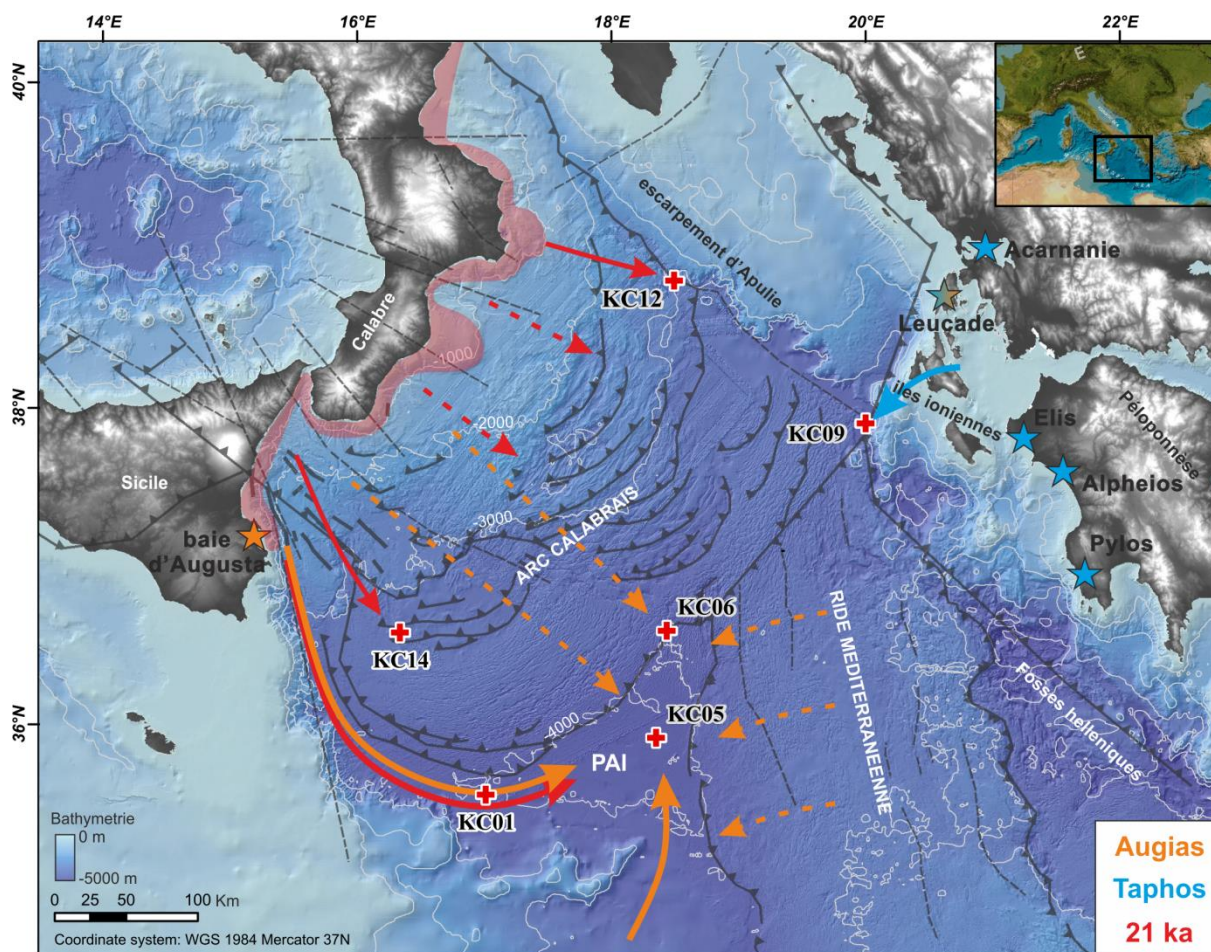 14°E
16°E
18°E
20°E
22°E
40°N
38°N
36°N
E
escarpement d'Apulie
Acarnanie
KC12
Leucade
Calabre
-1000
iles ioniennes
Péloponnèse
-2000
KC09
Elis
Sicile
Alpheios
-3000
baie
d'Augusta
ARC CALABRAIS
Pylos
KC06
KC14
RIDE MEDITERRANEENNE
Fosses helleniques
-4000
KC05
PAI
KC01
Bathymetrie
0 m
-5000 m
0 25 50 100 Km
Coordinate system: WGS 1984 Mercator 37N
Augias
Taphos
21 ka